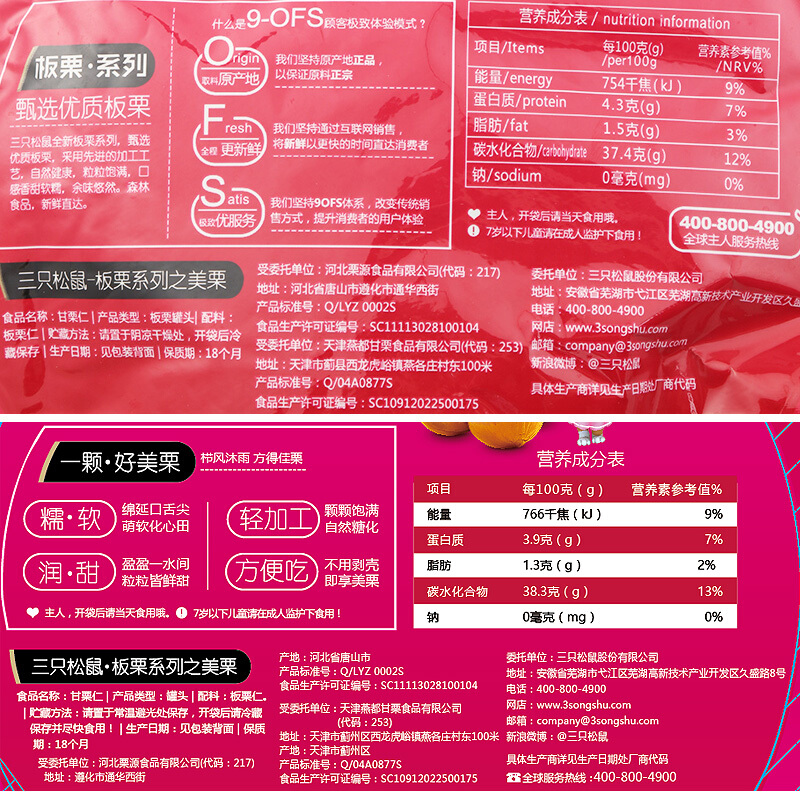 什么是9-OFS顾客极致体验模式？
板栗·系列
甄选优质板栗
三只松鼠全新板栗系列，甄选
优质板栗，采用先进的加工工
艺，自然健康，粒粒饱满，口
感香甜软糯，余味悠然。森林
食品，新鲜直达。
Origin
取料原产地
我们坚持原产地正品，
以保证原料正宗
Fresh
全程 更新鲜
我们坚持通过互联网销售，
将新鲜以更快的时间直达消费者
Satis
极致优服务
我们坚持9OFS体系，改变传统销
售方式，提升消费者的用户体验
营养成分表 / nutrition information
项目/Items 每100克(g)/per100g 营养素参考值%/NRV%
能量/energy 754千焦(kJ) 9%
蛋白质/protein 4.3克(g) 7%
脂肪/fat 1.5克(g) 3%
碳水化合物/carbohydrate 37.4克(g) 12%
钠/sodium 0毫克(mg) 0%
主人，开袋后请当天食用哦。
7岁以下儿童请在成人监护下食用！
400-800-4900
全球主人服务热线
三只松鼠-板栗系列之美栗
食品名称：甘栗仁 | 产品类型：板栗罐头| 配料：
板栗仁 | 贮藏方法：请置于阴凉干燥处，开袋后冷
藏保存 | 生产日期：见包装背面 | 保质期：18个月
受委托单位：河北栗源食品有限公司(代码：217)
地址：河北省唐山市遵化市通华西街
产品标准号：Q/LYZ 0002S
食品生产许可证编号：SC11113028100104
受委托单位：天津燕都甘栗食品有限公司(代码：253)
地址：天津市蓟县西龙虎峪镇燕各庄村东100米
产品标准号：Q/04A0877S
食品生产许可证编号：SC10912022500175
委托单位：三只松鼠股份有限公司
地址：安徽省芜湖市弋江区芜湖高新技术产业开发区久盛
电话：400-800-4900
网店：www.3songshu.com
邮箱：company@3songshu.com
新浪微博：@三只松鼠
具体生产商详见生产日期处厂商代码
一颗·好美栗
栉风沐雨 方得佳栗
糯·软
绵延口舌尖
萌软化心田
轻加工
颗颗饱满
自然糖化
润·甜
盈盈一水间
粒粒皆鲜甜
方便吃
不用剥壳
即享美栗
主人，开袋后请当天食用哦。
7岁以下儿童请在成人监护下食用！
营养成分表
项目 每100克（g） 营养素参考值%
能量 766千焦（kJ） 9%
蛋白质 3.9克（g） 7%
脂肪 1.3克（g） 2%
碳水化合物 38.3克（g） 13%
钠 0毫克（mg） 0%
三只松鼠·板栗系列之美栗
食品名称：甘栗仁 | 产品类型：罐头 | 配料：板栗仁。
| 贮藏方法：请置于常温避光处保存，开袋后请冷藏
保存并尽快食用！ | 生产日期：见包装背面 | 保质
期：18个月
受委托单位：河北栗源食品有限公司(代码：217)
地址：遵化市通华西街
产地：河北省唐山市
产品标准号：Q/LYZ 0002S
食品生产许可证编号：SC11113028100104
受委托单位：天津燕都甘栗食品有限公司
(代码：253)
地址：天津市蓟州区西龙虎峪镇燕各庄村东100米
产地：天津市蓟州区
产品标准号：Q/04A0877S
食品生产许可证编号：SC10912022500175
委托单位：三只松鼠股份有限公司
地址：安徽省芜湖市弋江区芜湖高新技术产业开发区久盛路8号
电话：400-800-4900
网店：www.3songshu.com
邮箱：company@3songshu.com
新浪微博：@三只松鼠
具体生产商详见生产日期处厂商代码
☎全球服务热线:400-800-4900